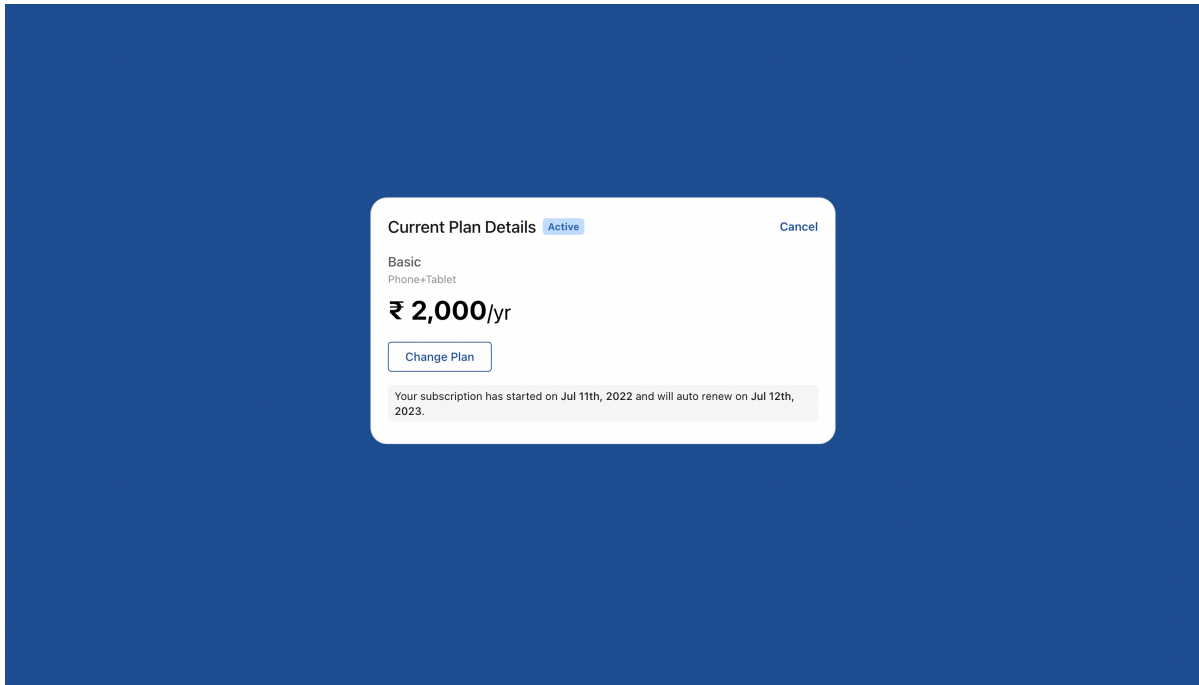 Current Plan Details Active Cancel
Basic
Phone+Tablet
₹ 2,000/yr
Change Plan
Your subscription has started on Jul 11th, 2022 and will auto renew on Jul 12th,
2023.